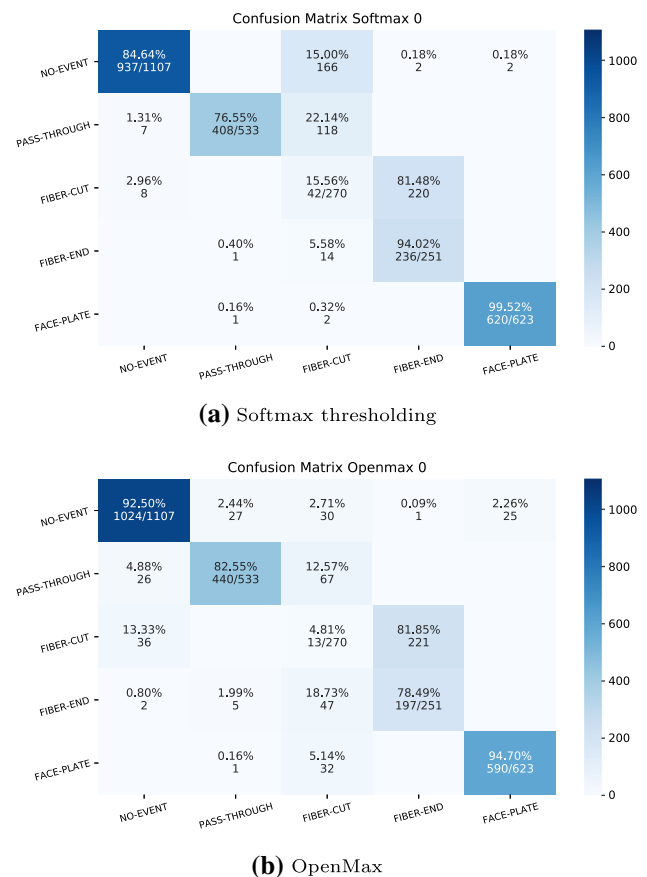 Confusion Matrix Softmax 0
NO-EVENT 84.64% 15.00% 0.18% 0.18% 1000
937/1107 166 2 2
PASS-THROUGH 1.31% 76.55% 22.14% 800
7 408/533 118
FIBER-CUT 2.96% 15.56% 81.48% 600
8 42/270 220
FIBER-END 0.40% 5.58% 94.02% 400
1 14 236/251
200
FACE-PLATE 0.16% 0.32% 99.52%
1 2 620/623
0
NO-EVENT PASS-THROUGH FIBER-CUT FIBER-END FACE-PLATE
(a) Softmax thresholding
Confusion Matrix Openmax 0
NO-EVENT 92.50% 2.44% 2.71% 0.09% 2.26% 1000
1024/1107 27 30 1 25
PASS-THROUGH 4.88% 82.55% 12.57% 800
26 440/533 67
FIBER-CUT 13.33% 4.81% 81.85% 600
36 13/270 221
FIBER-END 0.80% 1.99% 18.73% 78.49% 400
2 5 47 197/251
200
FACE-PLATE 0.16% 5.14% 94.70%
1 32 590/623
0
NO-EVENT PASS-THROUGH FIBER-CUT FIBER-END FACE-PLATE
(b) OpenMax